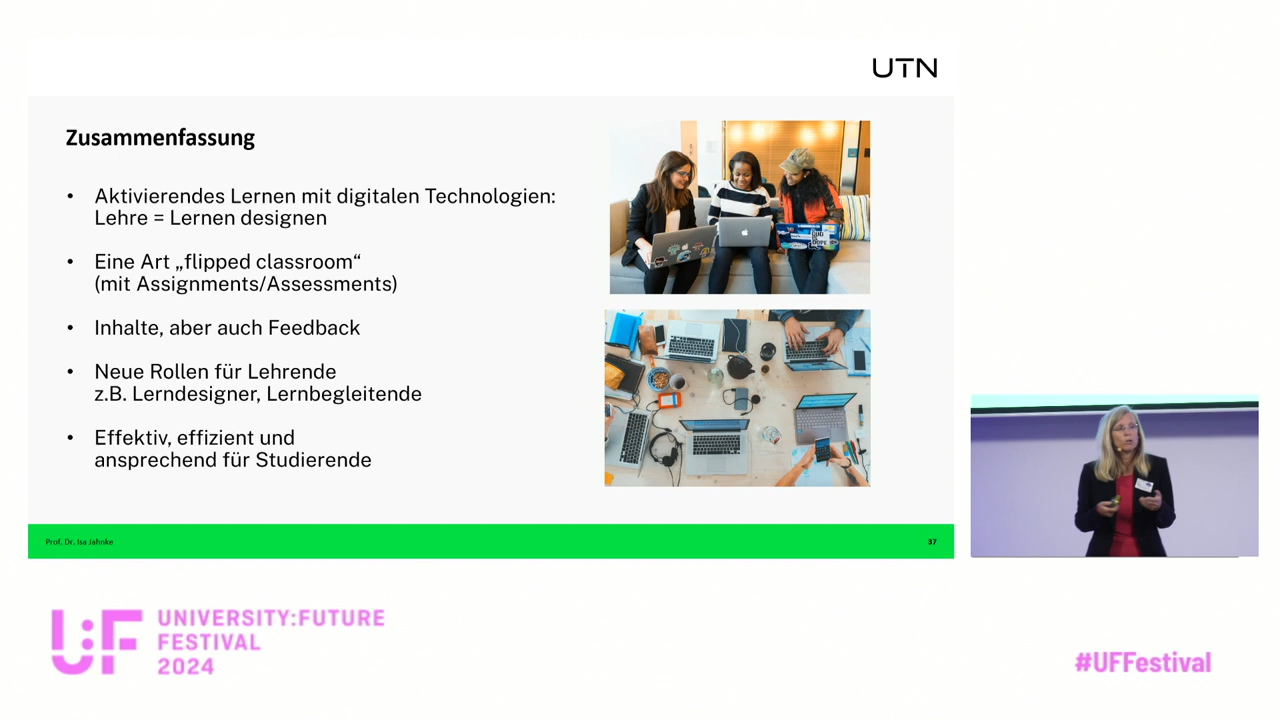 UTN
Zusammenfassung
• Aktivierendes Lernen mit digitalen Technologien:
Lehre = Lernen designen
• Eine Art „flipped classroom“
(mit Assignments/Assessments)
• Inhalte, aber auch Feedback
• Neue Rollen für Lehrende
z.B. Lerndesigner, Lernbegleitende
• Effektiv, effizient und
ansprechend für Studierende
Prof. Dr. Isa Jahnke
37
U:F
UNIVERSITY:FUTURE
FESTIVAL
2024
#UFFestival